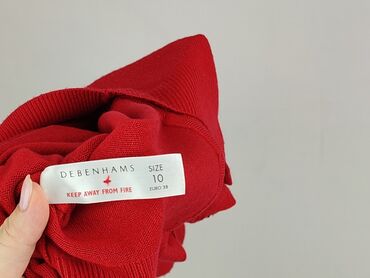 DEBENHAMS
KEEP AWAY FROM FIRE
SIZE
10
EURO 38